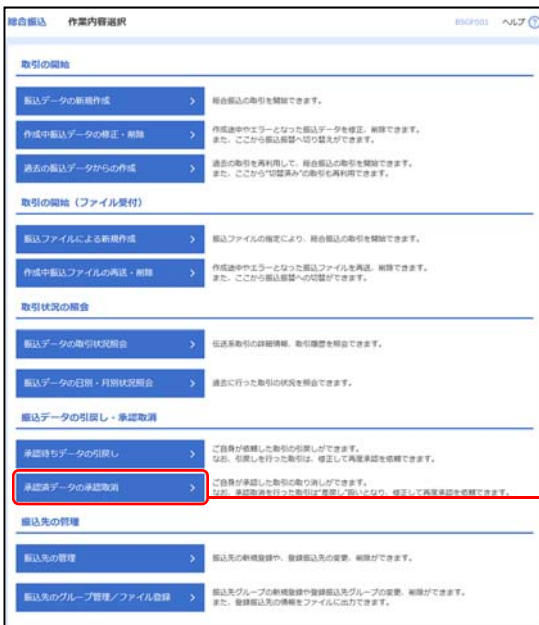 総合振込 作業内容選択 BSGF001 ヘルプ ?
取引の開始
振込データの新規作成 > 総合振込の取引を開始できます。
作成中振込データの修正・削除 > 作成途中やエラーとなった振込データを修正、削除できます。
また、ここから振込振替へ切り替えができます。
過去の振込データからの作成 > 過去の取引を再利用して、総合振込の取引を開始できます。
また、ここから"切替済み"の取引も再利用できます。
取引の開始（ファイル受付）
振込ファイルによる新規作成 > 振込ファイルの指定により、総合振込の取引を開始できます。
作成中振込ファイルの再送・削除 > 作成途中やエラーとなった振込ファイルを再送、削除できます。
また、ここから振込振替への切替ができます。
取引状況の照会
振込データの取引状況照会 > 伝送系取引の詳細情報、取引履歴を照会できます。
振込データの日別・月別状況照会 > 過去に行った取引の状況を照会できます。
振込データの引戻し・承認取消
承認待ちデータの引戻し > ご自身が依頼した取引の引戻しができます。
なお、引戻しを行った取引は、修正して再度承認を依頼できます。
承認済データの承認取消 > ご自身が承認した取引の取り消しができます。
なお、承認取消を行った取引は"差戻し"扱いとなり、修正して再度承認を依頼できます。
振込先の管理
振込先の管理 > 振込先の新規登録や、登録振込先の変更、削除ができます。
振込先のグループ管理／ファイル登録 > 振込先グループの新規登録や登録振込先グループの変更、削除ができます。
また、登録振込先の情報をファイルに出力できます。